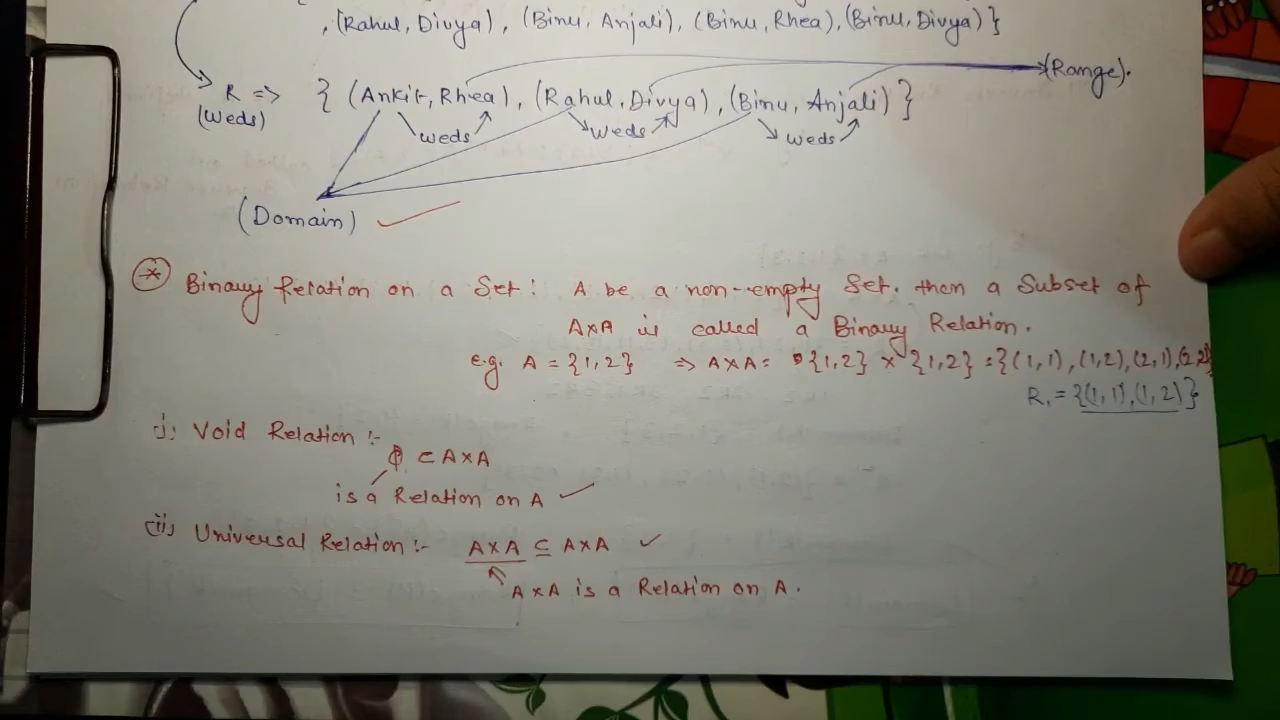 , (Rahul, Divya), (Binu, Anjali), (Binu, Rhea), (Binu, Divya) }
(Range).
R => { (Ankit, Rhea), (Rahul, Divya), (Binu, Anjali) }
(Weds)
weds weds weds
(Domain)
* Binary Relation on a Set: A be a non-empty Set. then a Subset of
A×A is called a Binary Relation.
e.g. A = {1,2} ⇒ A×A = {1,2} × {1,2} = {(1,1), (1,2), (2,1), (2,2)}
R₁ = {(1,1), (1,2)}
(i) Void Relation :-
ϕ ⊂ A×A
is a Relation on A
(ii) Universal Relation :- A×A ⊆ A×A
A×A is a Relation on A.